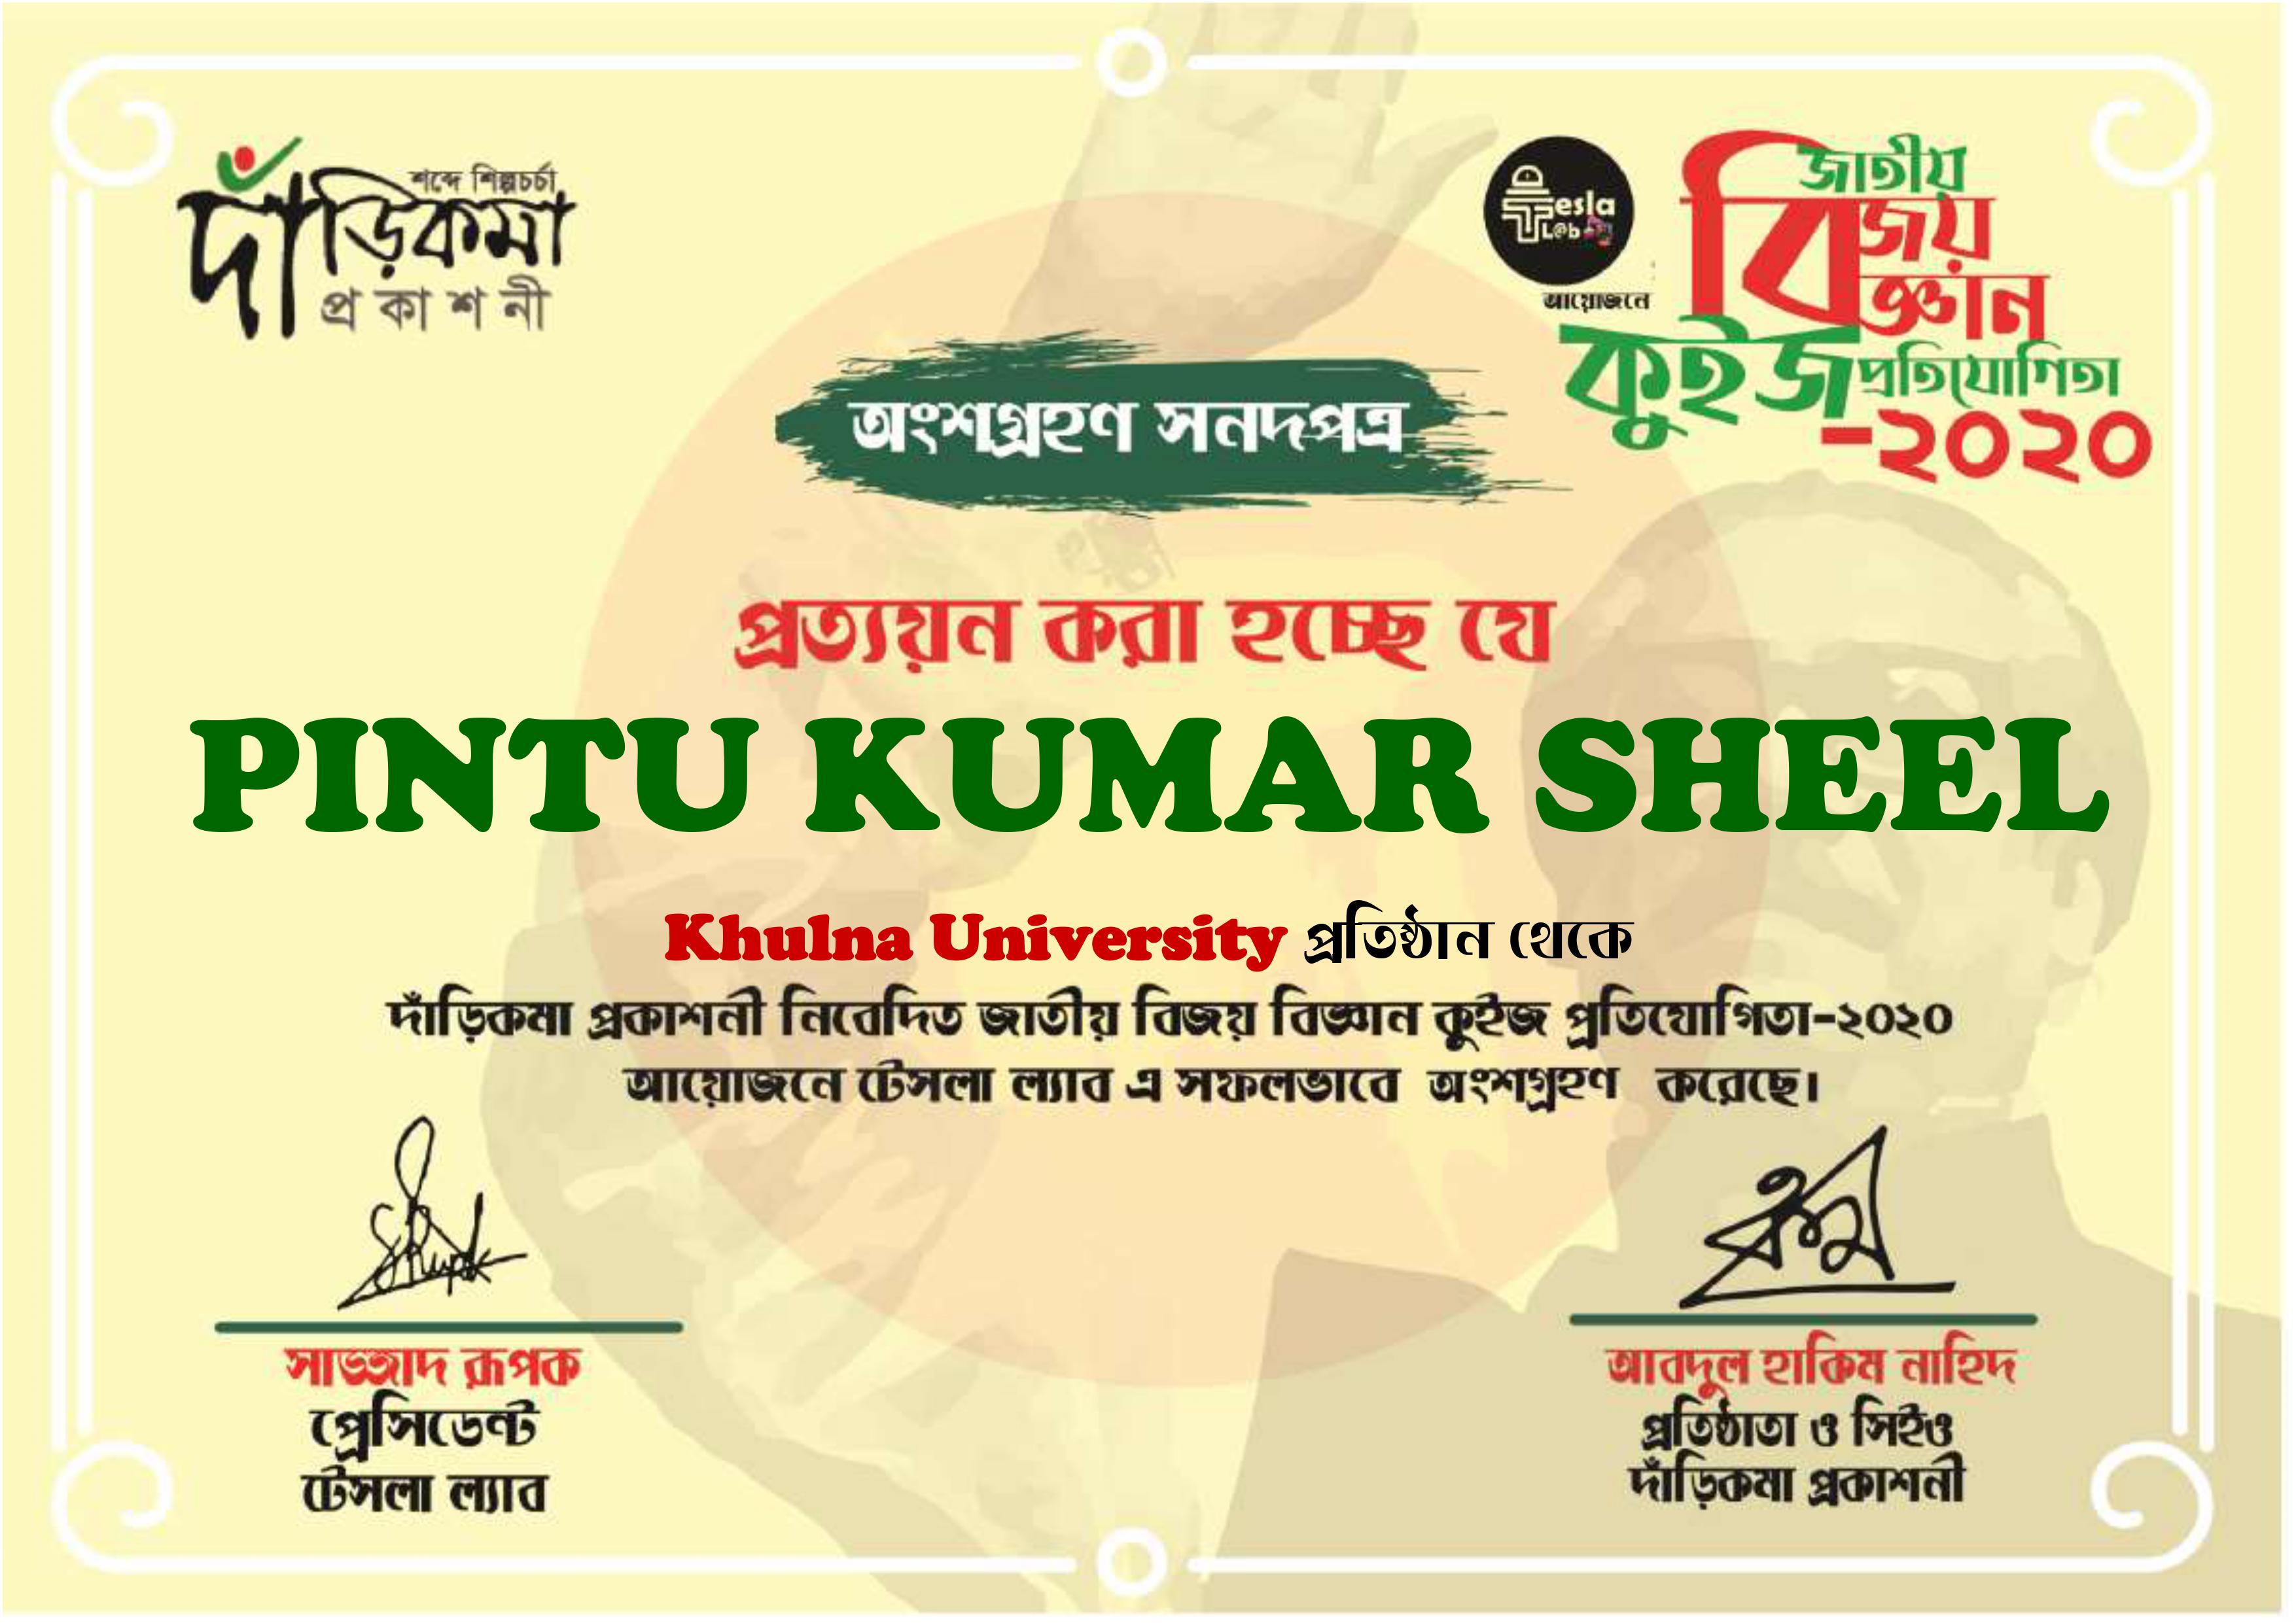 শব্দে শিল্পচর্চা
দাঁড়িকমা
প্রকাশনী
Tesla
L@b
আয়োজনে
জাতীয়
বিজয়
বিজ্ঞান
কুইজ প্রতিযোগিতা
-২০২০
অংশগ্রহণ সনদপত্র
প্রত্যয়ন করা হচ্ছে যে
PINTU KUMAR SHEEL
Khulna University প্রতিষ্ঠান থেকে
দাঁড়িকমা প্রকাশনী নিবেদিত জাতীয় বিজয় বিজ্ঞান কুইজ প্রতিযোগিতা-২০২০
আয়োজনে টেসলা ল্যাব এ সফলভাবে অংশগ্রহণ করেছে।
সাজ্জাদ রূপক
প্রেসিডেন্ট
টেসলা ল্যাব
আবদুল হাকিম নাহিদ
প্রতিষ্ঠাতা ও সিইও
দাঁড়িকমা প্রকাশনী